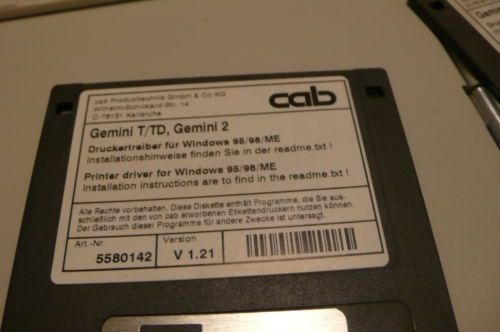 cab Produkttechnik GmbH & Co KG
Wilhelm-Schickard-Str. 14
D-76131 Karlsruhe
cab
Gemini T/TD, Gemini 2
Druckertreiber für Windows 95/98/ME
Installationshinweise finden Sie in der readme.txt !
Printer driver for Windows 95/98/ME
Installation instructions are to find in the readme.txt !
Alle Rechte vorbehalten. Diese Diskette enthält Programme, die Sie aus-
schließlich mit den von cab erworbenen Etikettendruckern nutzen können.
Der Gebrauch dieser Programme für andere Zwecke ist untersagt.
Art.-Nr.
5580142
Version
V 1.21